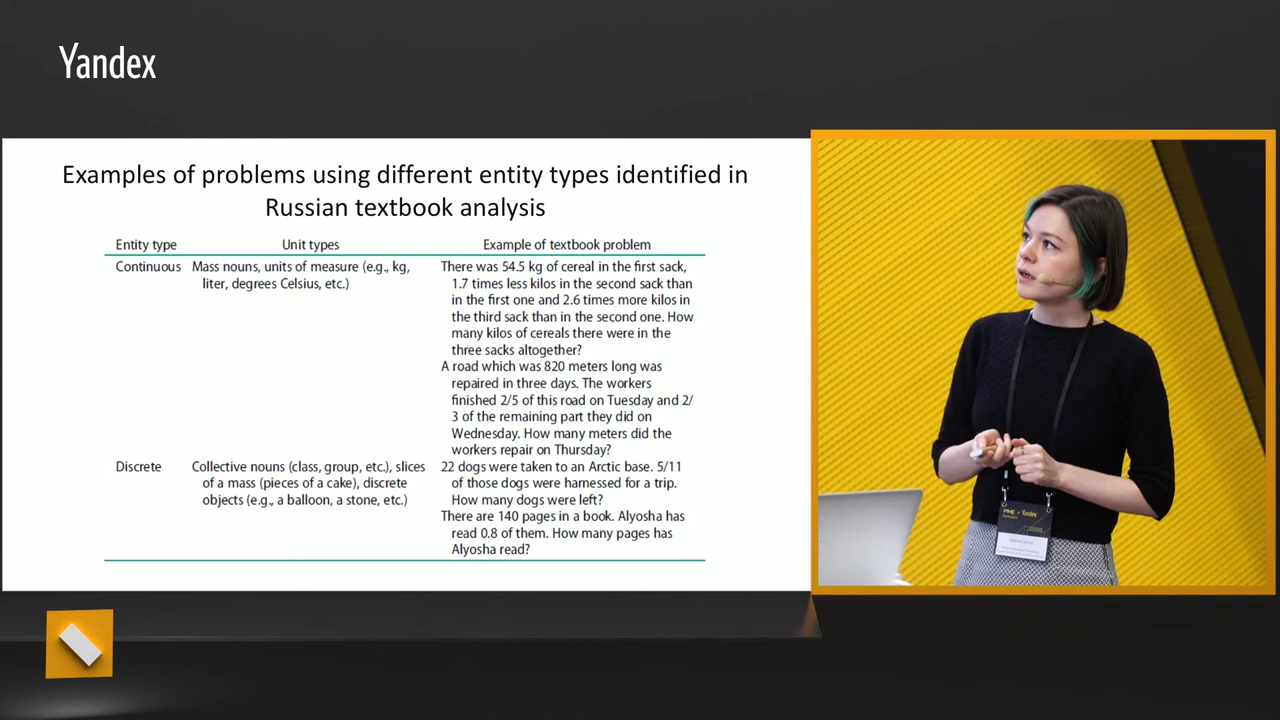 Yandex
Examples of problems using different entity types identified in
Russian textbook analysis
Entity type Unit types Example of textbook problem
Continuous Mass nouns, units of measure (e.g., kg,
liter, degrees Celsius, etc.)
There was 54.5 kg of cereal in the first sack,
1.7 times less kilos in the second sack than
in the first one and 2.6 times more kilos in
the third sack than in the second one. How
many kilos of cereals there were in the
three sacks altogether?
A road which was 820 meters long was
repaired in three days. The workers
finished 2/5 of this road on Tuesday and 2/
3 of the remaining part they did on
Wednesday. How many meters did the
workers repair on Thursday?
Discrete Collective nouns (class, group, etc.), slices
of a mass (pieces of a cake), discrete
objects (e.g., a balloon, a stone, etc.)
22 dogs were taken to an Arctic base. 5/11
of those dogs were harnessed for a trip.
How many dogs were left?
There are 140 pages in a book. Alyosha has
read 0.8 of them. How many pages has
Alyosha read?
PME × Yandex